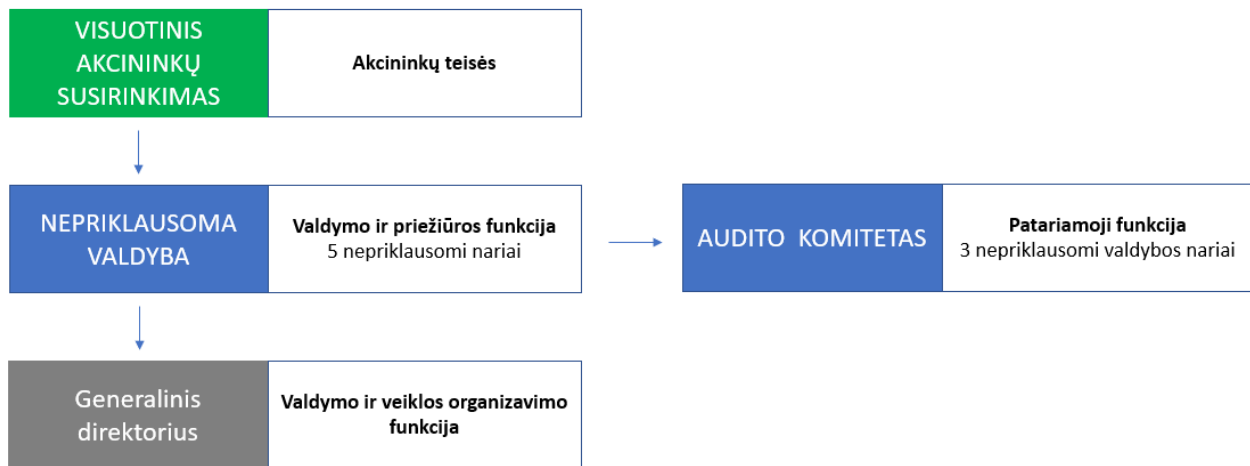 VISUOTINIS
AKCININKŲ
SUSIRINKIMAS
Akcininkų teisės
NEPRIKLAUSOMA
VALDYBA
Valdymo ir priežiūros funkcija
5 nepriklausomi nariai
AUDITO KOMITETAS
Patariamoji funkcija
3 nepriklausomi valdybos nariai
Generalinis
direktorius
Valdymo ir veiklos organizavimo
funkcija